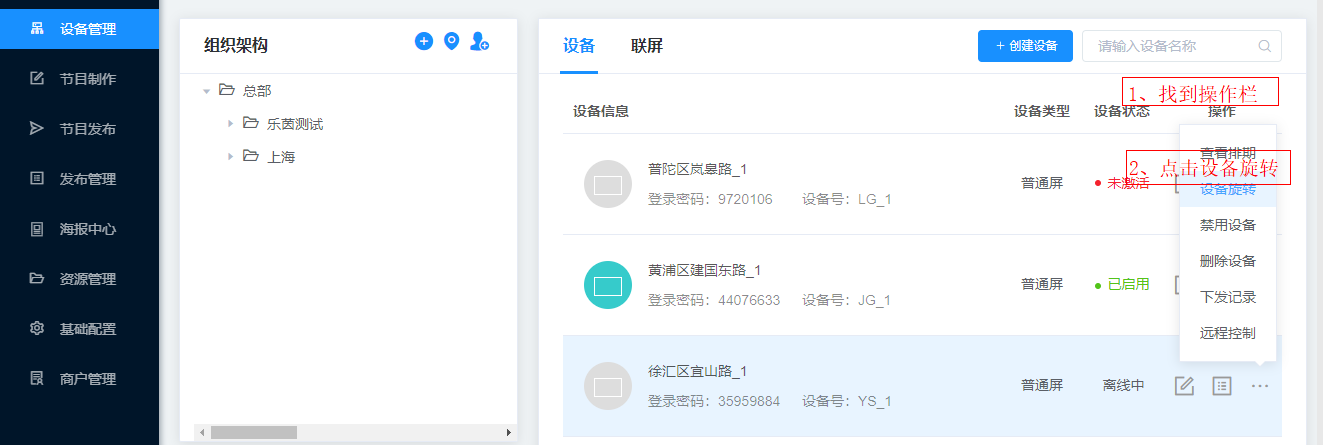 设备管理
节目制作
节目发布
发布管理
海报中心
资源管理
基础配置
商户管理
组织架构
总部
乐茵测试
上海
设备
联屏
+ 创建设备
请输入设备名称
1、找到操作栏
设备信息
设备类型
设备状态
操作
普陀区岚皋路_1
登录密码：9720106
设备号：LG_1
普通屏
未激活
黄浦区建国东路_1
登录密码：44076633
设备号：JG_1
普通屏
已启用
徐汇区宜山路_1
登录密码：35959884
设备号：YS_1
普通屏
离线中
查看排期
2、点击设备旋转
设备旋转
禁用设备
删除设备
下发记录
远程控制